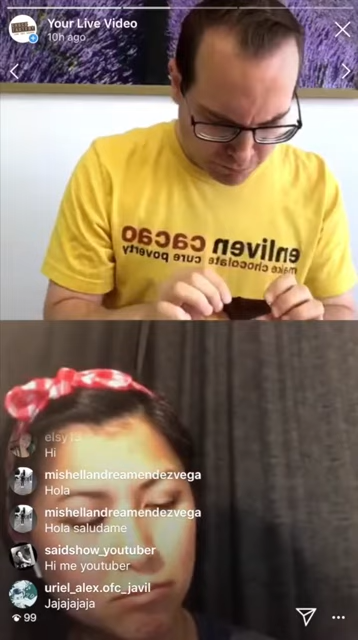 Your Live Video
10h ago
enliven cacao
make chocolate cure poverty
elsy13
Hi
mishellandreamendezvega
Hola
mishellandreamendezvega
Hola saludame
saidshow_youtuber
Hi me youtuber
uriel_alex.ofc_javil
Jajajajaja
99